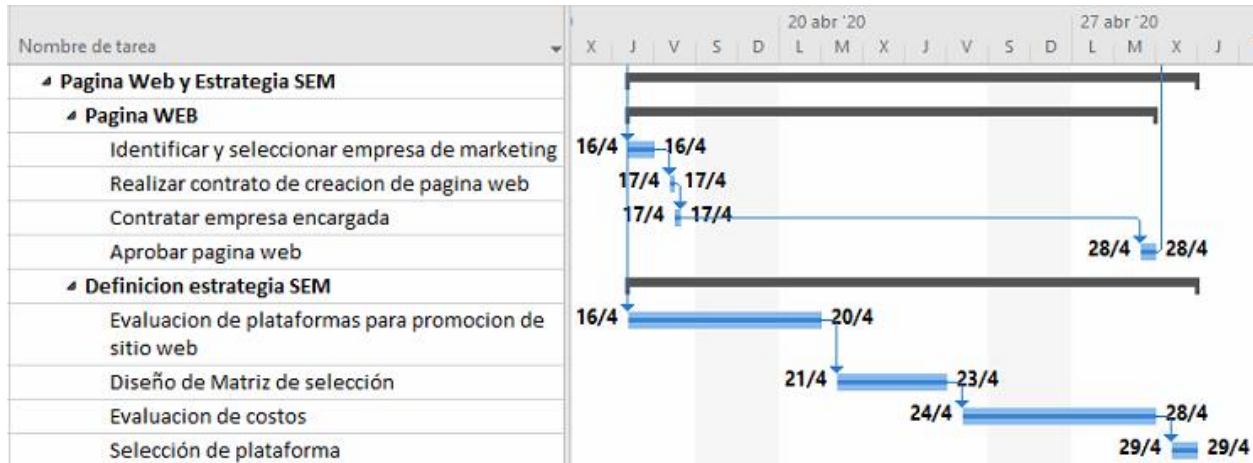 20 abr '20 27 abr '20
Nombre de tarea X J V S D L M X J V S D L M X J
Pagina Web y Estrategia SEM
Pagina WEB
Identificar y seleccionar empresa de marketing 16/4 16/4
Realizar contrato de creacion de pagina web 17/4 17/4
Contratar empresa encargada 17/4 17/4
Aprobar pagina web 28/4 28/4
Definicion estrategia SEM
Evaluacion de plataformas para promocion de 16/4 20/4
sitio web
Diseño de Matriz de selección 21/4 23/4
Evaluacion de costos 24/4 28/4
Selección de plataforma 29/4 29/4